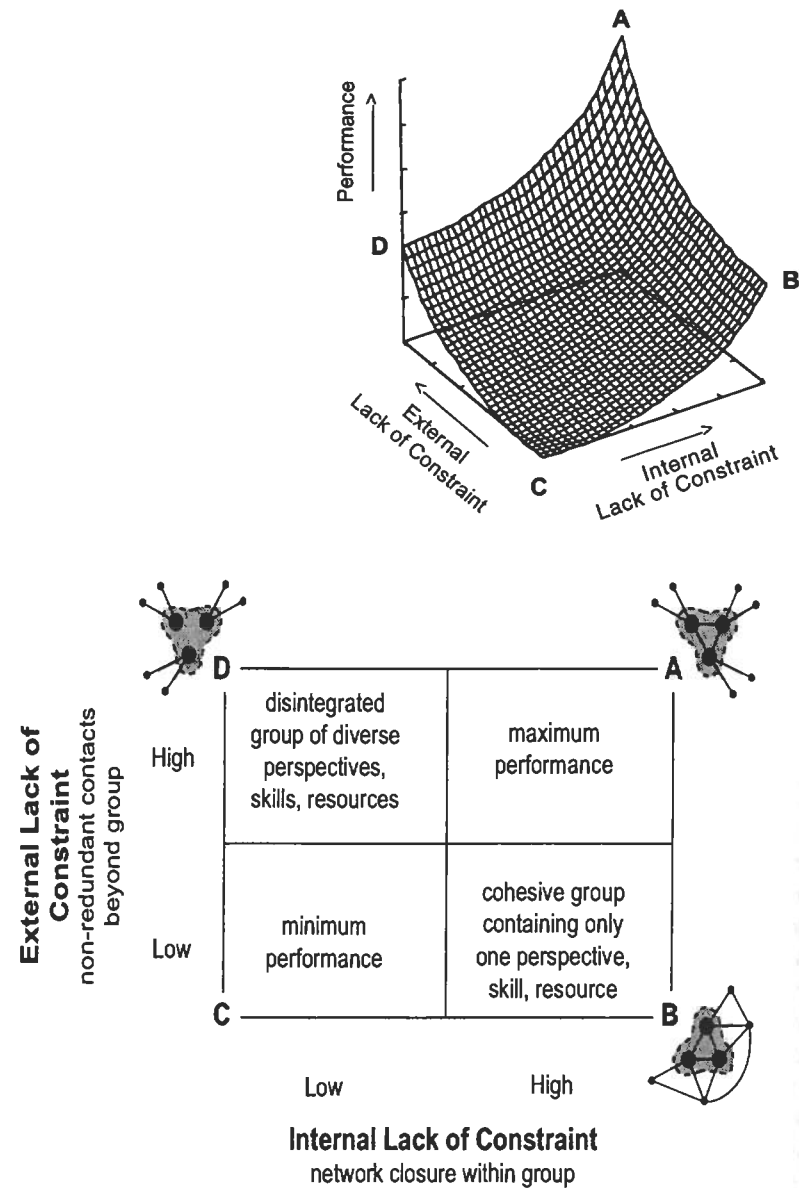 A
Performance
D
B
External
Lack of Constraint
Internal
Lack of Constraint
C
D
A
External Lack of
Constraint
non-redundant contacts
beyond group
High
disintegrated
group of diverse
perspectives,
skills, resources
maximum
performance
Low
minimum
performance
cohesive group
containing only
one perspective,
skill, resource
C
B
Low
High
Internal Lack of Constraint
network closure within group